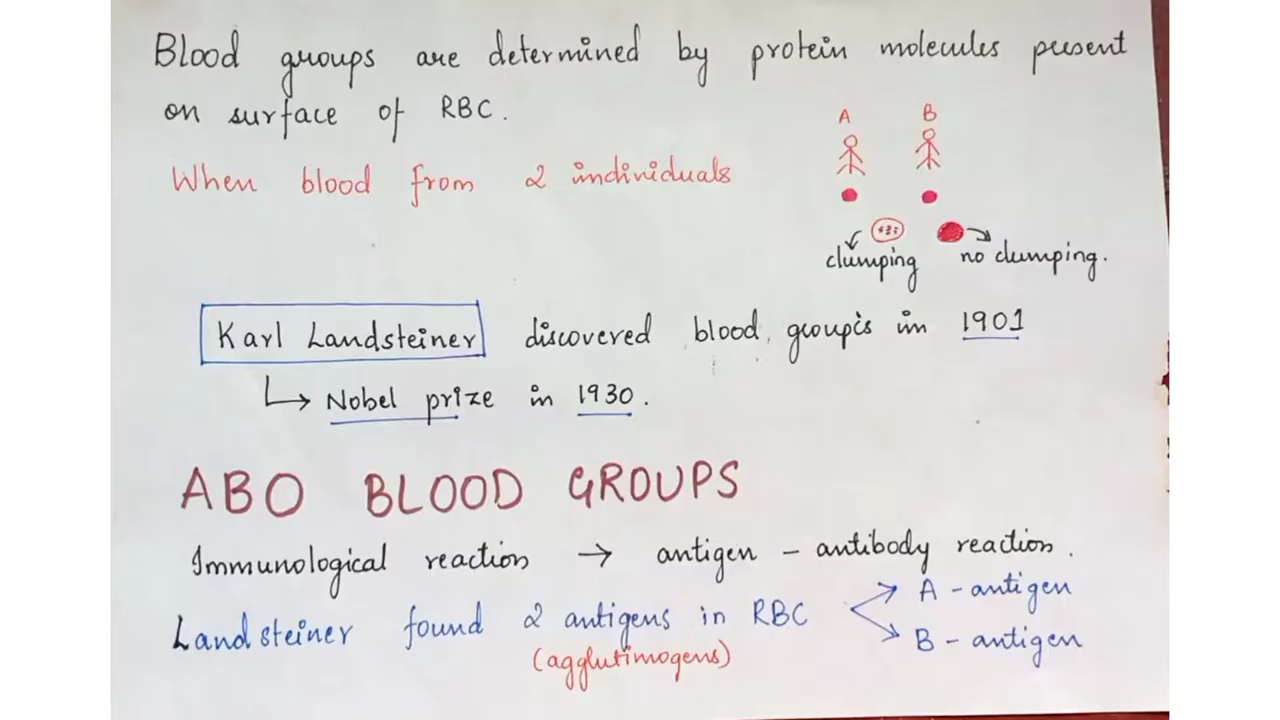 Blood groups are determined by protein molecules present
on surface of RBC.
A B
When blood from 2 individuals
clumping no clumping.
Karl Landsteiner discovered blood groups in 1901
↳ Nobel prize in 1930.
ABO BLOOD GROUPS
Immunological reaction → antigen - antibody reaction.
A - antigen
Landsteiner found 2 antigens in RBC
B - antigen
(agglutimogens)